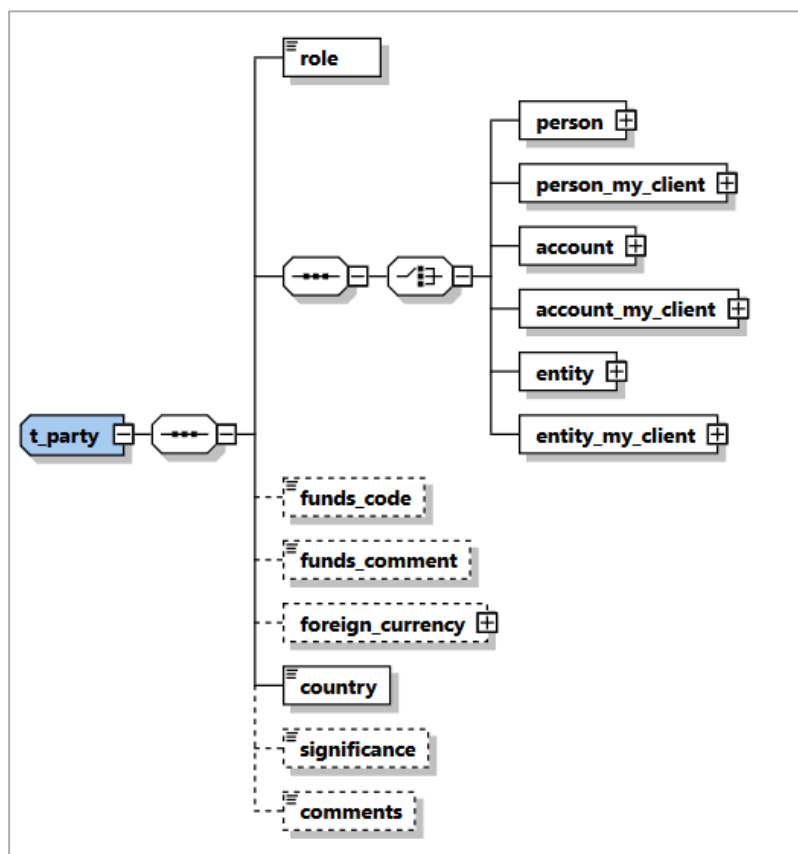 role
person
person_my_client
account
account_my_client
entity
t_party
entity_my_client
funds_code
funds_comment
foreign_currency
country
significance
comments